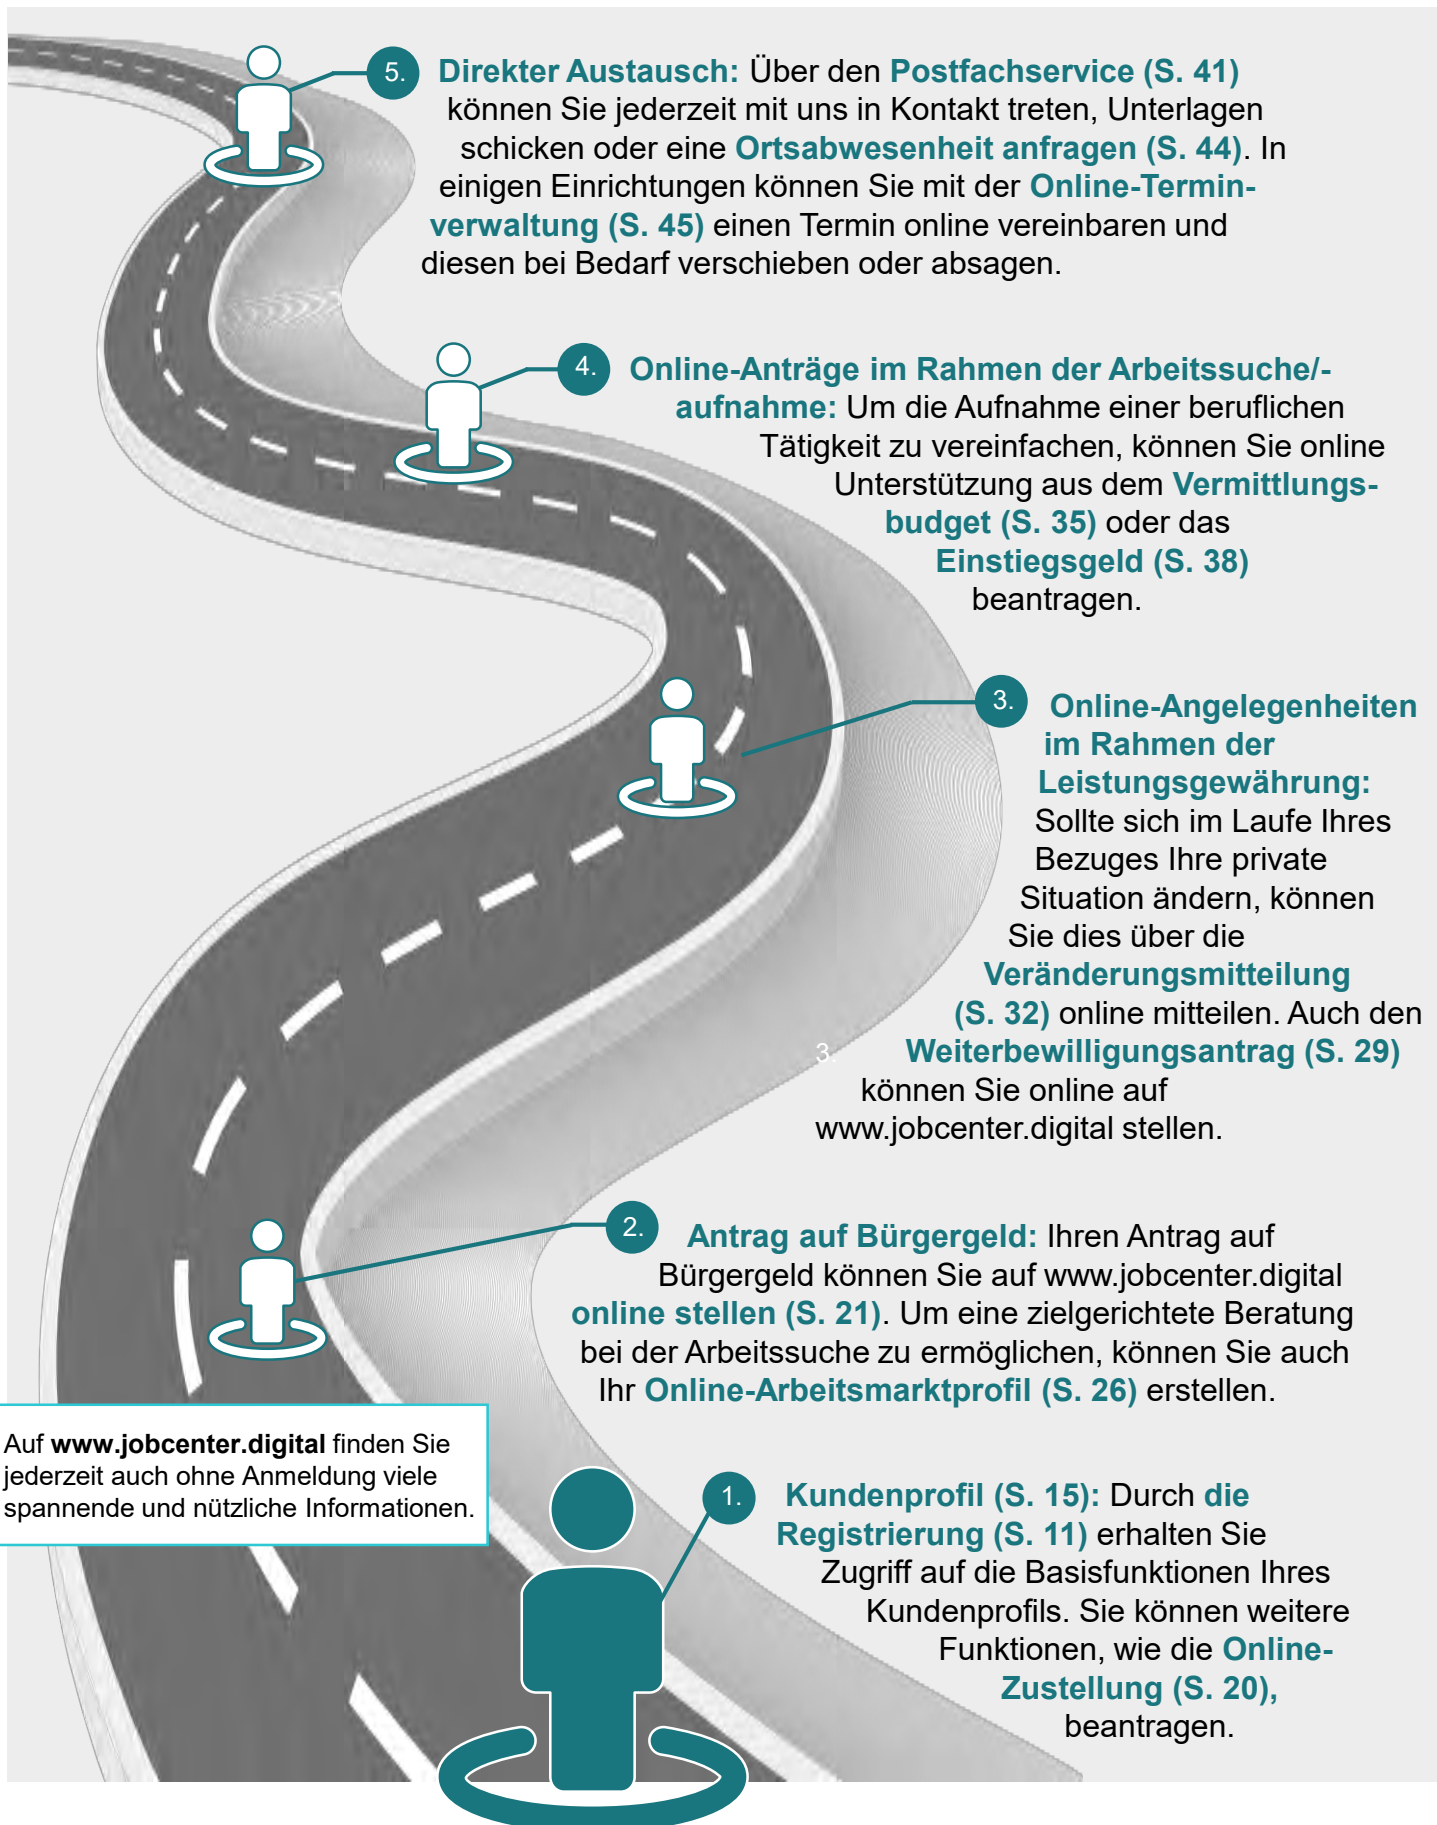 5. Direkter Austausch: Über den Postfachservice (S. 41)
können Sie jederzeit mit uns in Kontakt treten, Unterlagen
schicken oder eine Ortsabwesenheit anfragen (S. 44). In
einigen Einrichtungen können Sie mit der Online-Termin-
verwaltung (S. 45) einen Termin online vereinbaren und
diesen bei Bedarf verschieben oder absagen.
4. Online-Anträge im Rahmen der Arbeitssuche/-
aufnahme: Um die Aufnahme einer beruflichen
Tätigkeit zu vereinfachen, können Sie online
Unterstützung aus dem Vermittlungs-
budget (S. 35) oder das
Einstiegsgeld (S. 38)
beantragen.
3. Online-Angelegenheiten
im Rahmen der
Leistungsgewährung:
Sollte sich im Laufe Ihres
Bezuges Ihre private
Situation ändern, können
Sie dies über die
Veränderungsmitteilung
(S. 32) online mitteilen. Auch den
3. Weiterbewilligungsantrag (S. 29)
können Sie online auf
www.jobcenter.digital stellen.
2. Antrag auf Bürgergeld: Ihren Antrag auf
Bürgergeld können Sie auf www.jobcenter.digital
online stellen (S. 21). Um eine zielgerichtete Beratung
bei der Arbeitssuche zu ermöglichen, können Sie auch
Ihr Online-Arbeitsmarktprofil (S. 26) erstellen.
Auf www.jobcenter.digital finden Sie
jederzeit auch ohne Anmeldung viele
spannende und nützliche Informationen.
1. Kundenprofil (S. 15): Durch die
Registrierung (S. 11) erhalten Sie
Zugriff auf die Basisfunktionen Ihres
Kundenprofils. Sie können weitere
Funktionen, wie die Online-
Zustellung (S. 20),
beantragen.